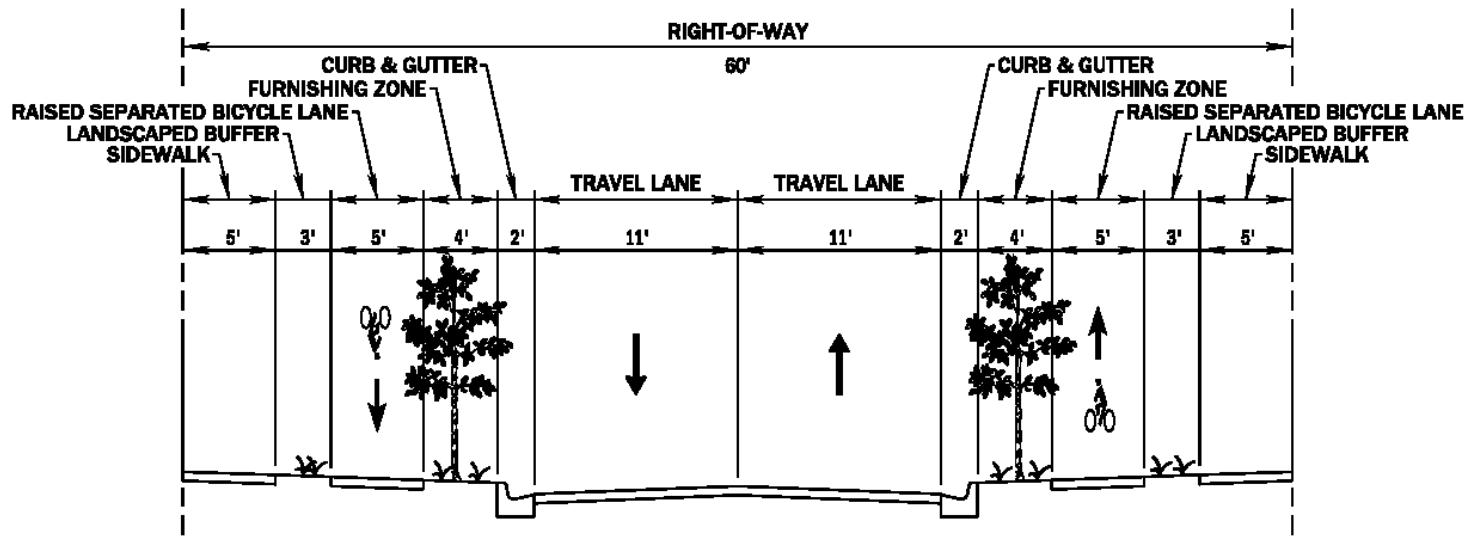 RIGHT-OF-WAY
60'
CURB & GUTTER
CURB & GUTTER
FURNISHING ZONE
FURNISHING ZONE
RAISED SEPARATED BICYCLE LANE
RAISED SEPARATED BICYCLE LANE
LANDSCAPED BUFFER
LANDSCAPED BUFFER
SIDEWALK
SIDEWALK
TRAVEL LANE TRAVEL LANE
5' 3' 5' 4' 2' 11' 11' 2' 4' 5' 3' 5'